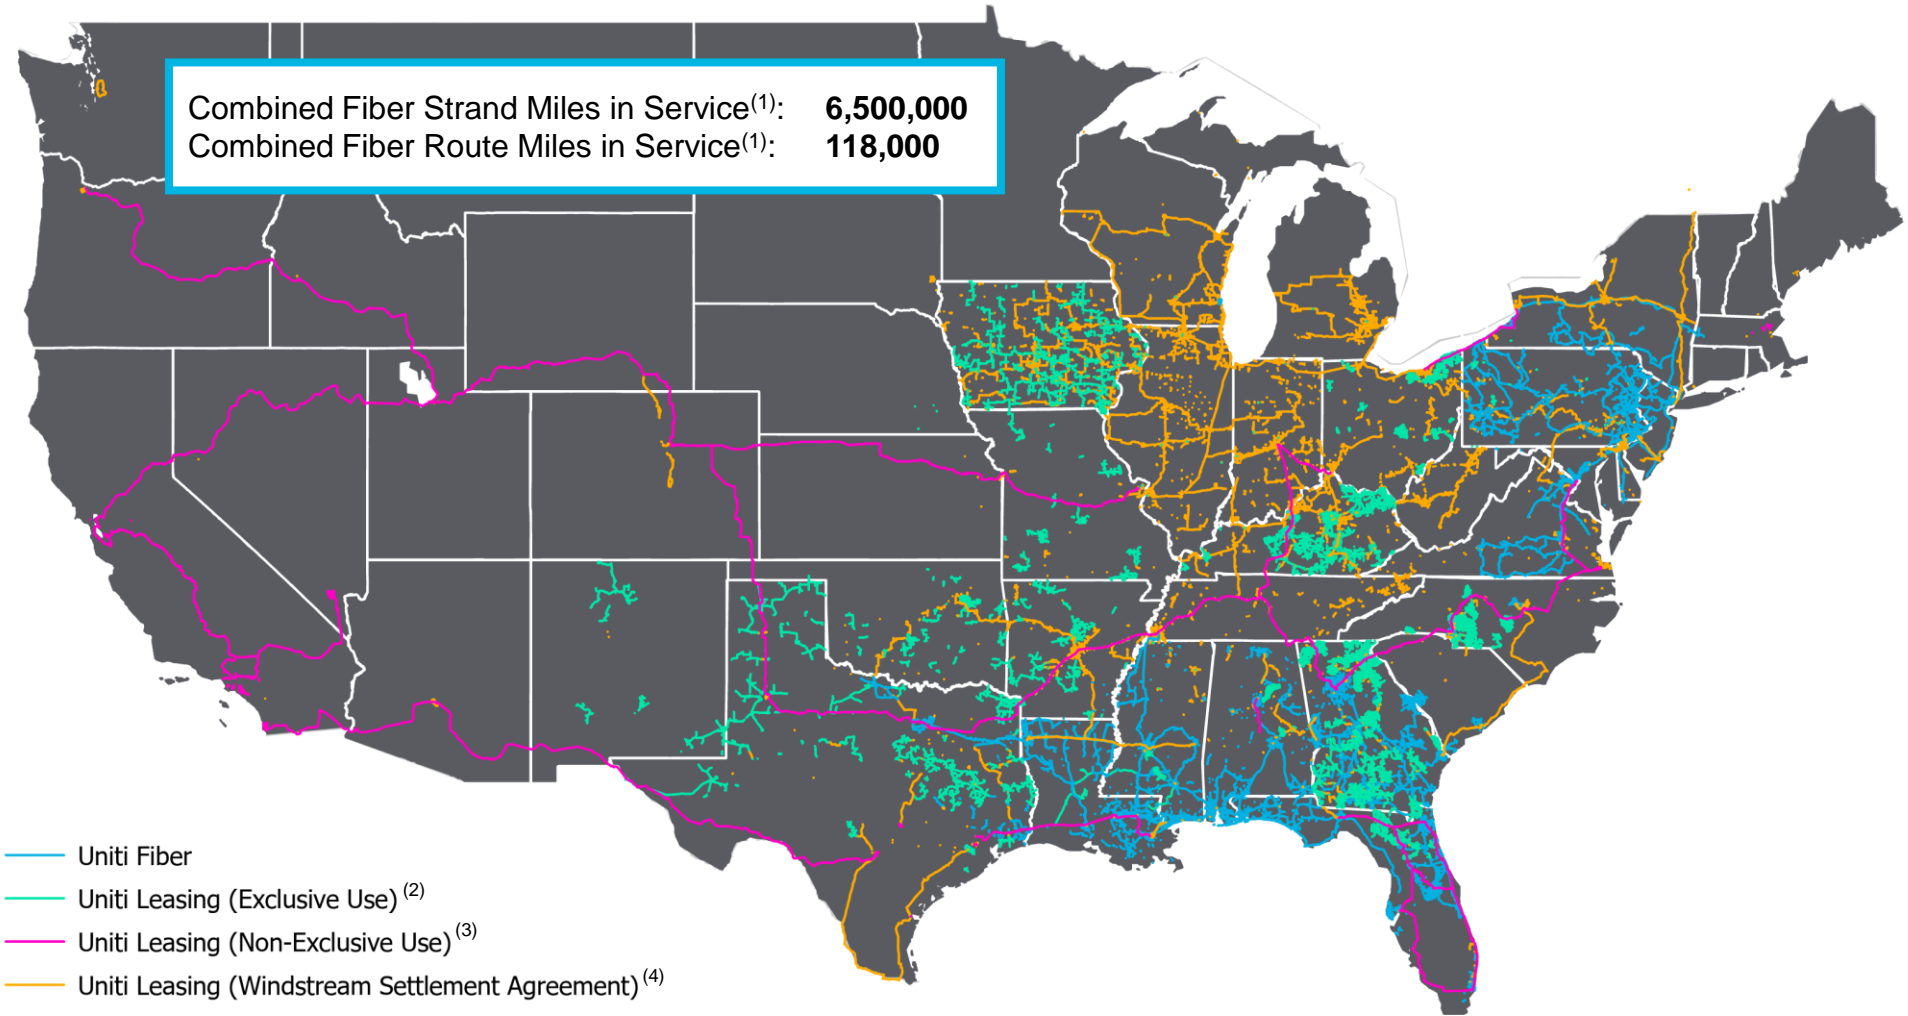 Combined Fiber Strand Miles in Service(1): 6,500,000
Combined Fiber Route Miles in Service(1): 118,000
Uniti Fiber
Uniti Leasing (Exclusive Use) (2)
Uniti Leasing (Non-Exclusive Use) (3)
Uniti Leasing (Windstream Settlement Agreement) (4)